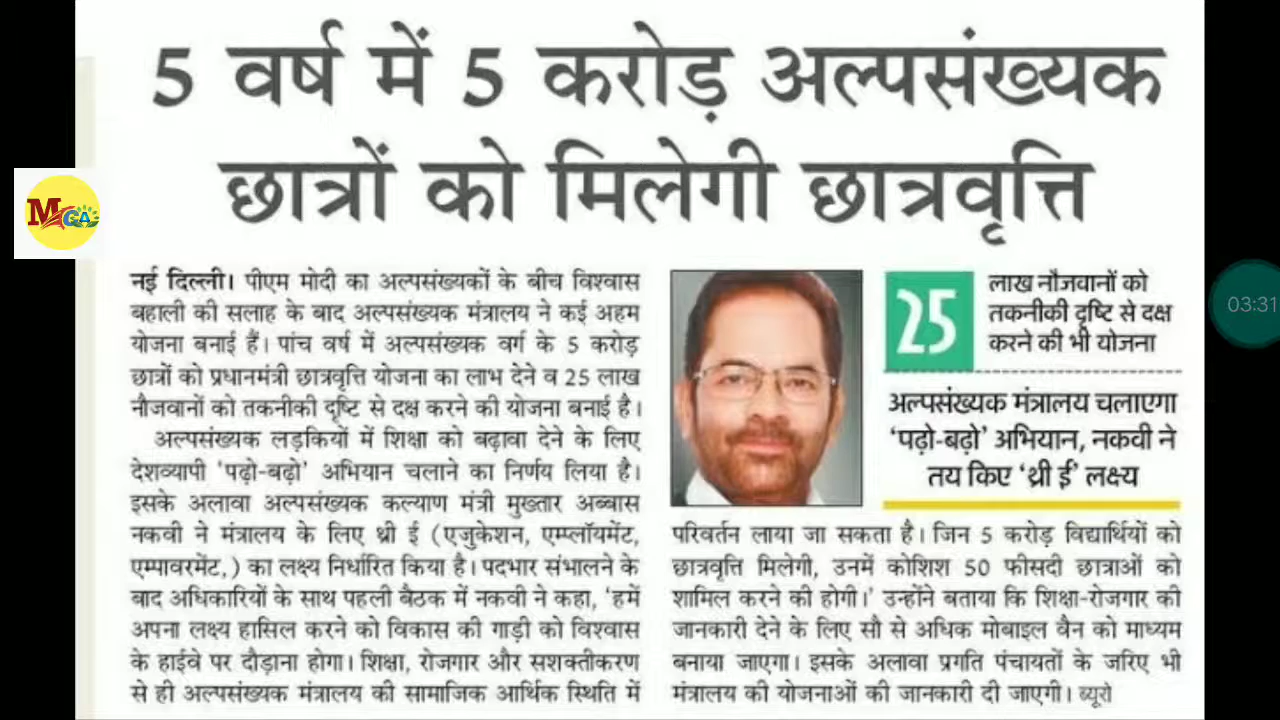 5 वर्ष में 5 करोड़ अल्पसंख्यक
छात्रों को मिलेगी छात्रवृत्ति
MGA
नई दिल्ली। पीएम मोदी का अल्पसंख्यकों के बीच विश्वास
बहाली की सलाह के बाद अल्पसंख्यक मंत्रालय ने कई अहम
योजना बनाई हैं। पांच वर्ष में अल्पसंख्यक वर्ग के 5 करोड़
छात्रों को प्रधानमंत्री छात्रवृत्ति योजना का लाभ देने व 25 लाख
नौजवानों को तकनीकी दृष्टि से दक्ष करने की योजना बनाई है।
अल्पसंख्यक लड़कियों में शिक्षा को बढ़ावा देने के लिए
देशव्यापी 'पढ़ो-बढ़ो' अभियान चलाने का निर्णय लिया है।
इसके अलावा अल्पसंख्यक कल्याण मंत्री मुख्तार अब्बास
नकवी ने मंत्रालय के लिए थ्री ई (एजुकेशन, एम्प्लॉयमेंट,
एम्पावरमेंट,) का लक्ष्य निर्धारित किया है। पदभार संभालने के
बाद अधिकारियों के साथ पहली बैठक में नकवी ने कहा, 'हमें
अपना लक्ष्य हासिल करने को विकास की गाड़ी को विश्वास
के हाईवे पर दौड़ाना होगा। शिक्षा, रोजगार और सशक्तीकरण
से ही अल्पसंख्यक मंत्रालय की सामाजिक आर्थिक स्थिति में
25
लाख नौजवानों को
तकनीकी दृष्टि से दक्ष
करने की भी योजना
अल्पसंख्यक मंत्रालय चलाएगा
'पढ़ो-बढ़ो' अभियान, नकवी ने
तय किए 'थ्री ई' लक्ष्य
परिवर्तन लाया जा सकता है। जिन 5 करोड़ विद्यार्थियों को
छात्रवृत्ति मिलेगी, उनमें कोशिश 50 फीसदी छात्राओं को
शामिल करने की होगी।' उन्होंने बताया कि शिक्षा-रोजगार की
जानकारी देने के लिए सौ से अधिक मोबाइल वैन को माध्यम
बनाया जाएगा। इसके अलावा प्रगति पंचायतों के जरिए भी
मंत्रालय की योजनाओं की जानकारी दी जाएगी। ब्यूरो
03:31